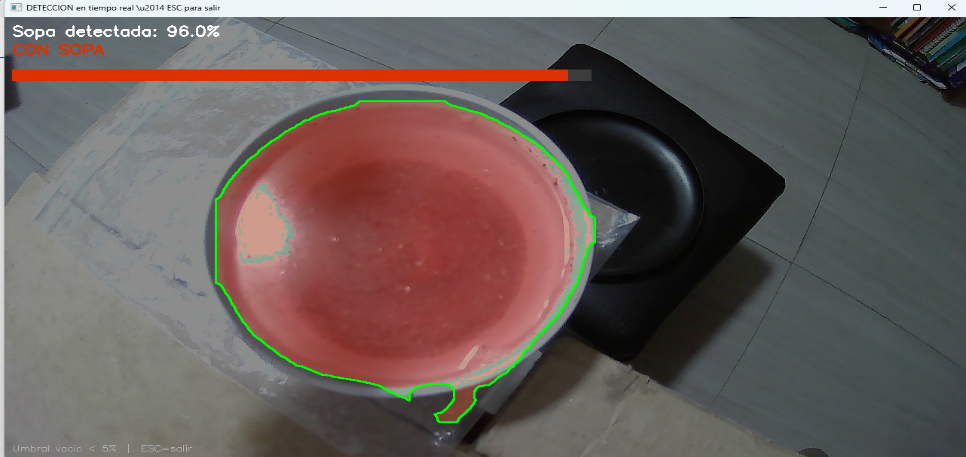 DETECCION en tiempo real \u2014 ESC para salir
Sopa detectada: 96.0%
CON SOPA
Umbral vacio < 5% | ESC=salir